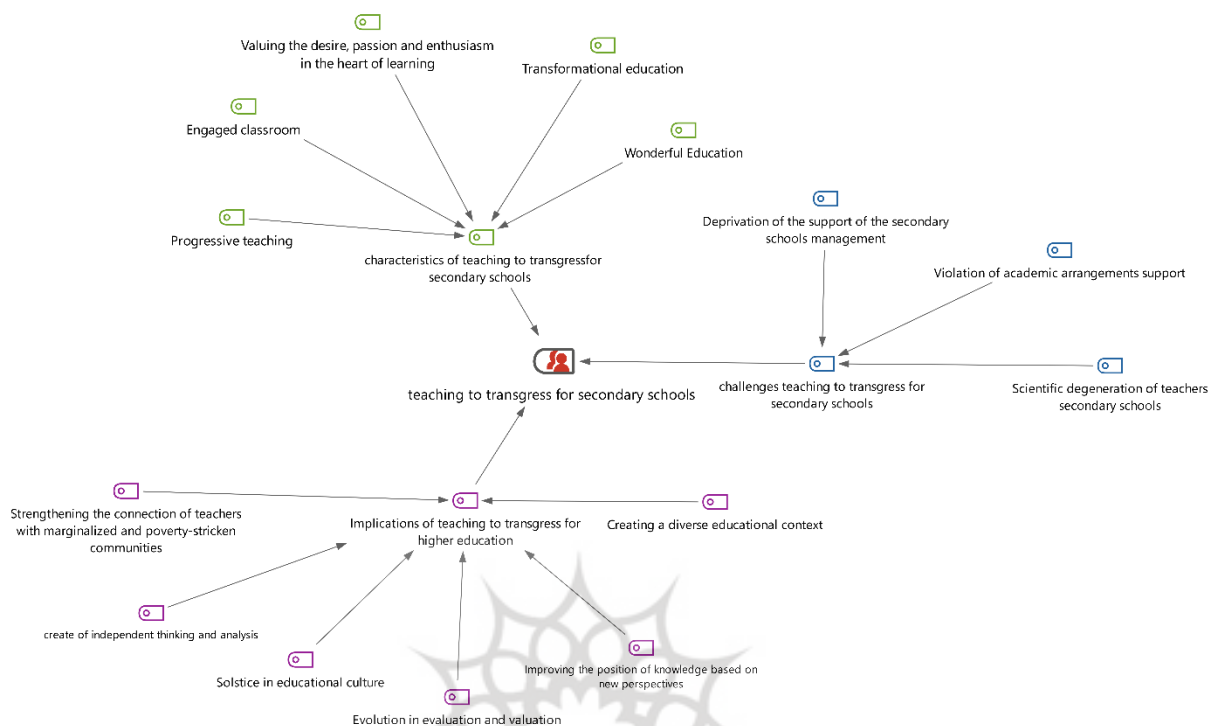 Valuing the desire, passion and enthusiasm
in the heart of learning
Transformational education
Engaged classroom
Wonderful Education
Progressive teaching
characteristics of teaching to transgressfor
secondary schools
Deprivation of the support of the secondary
schools management
Violation of academic arrangements support
teaching to transgress for secondary schools
challenges teaching to transgress for
secondary schools
Scientific degeneration of teachers
secondary schools
Strengthening the connection of teachers
with marginalized and poverty-stricken
communities
Implications of teaching to transgress for
higher education
Creating a diverse educational context
create of independent thinking and analysis
Solstice in educational culture
Improving the position of knowledge based on
new perspectives
Evolution in evaluation and valuation